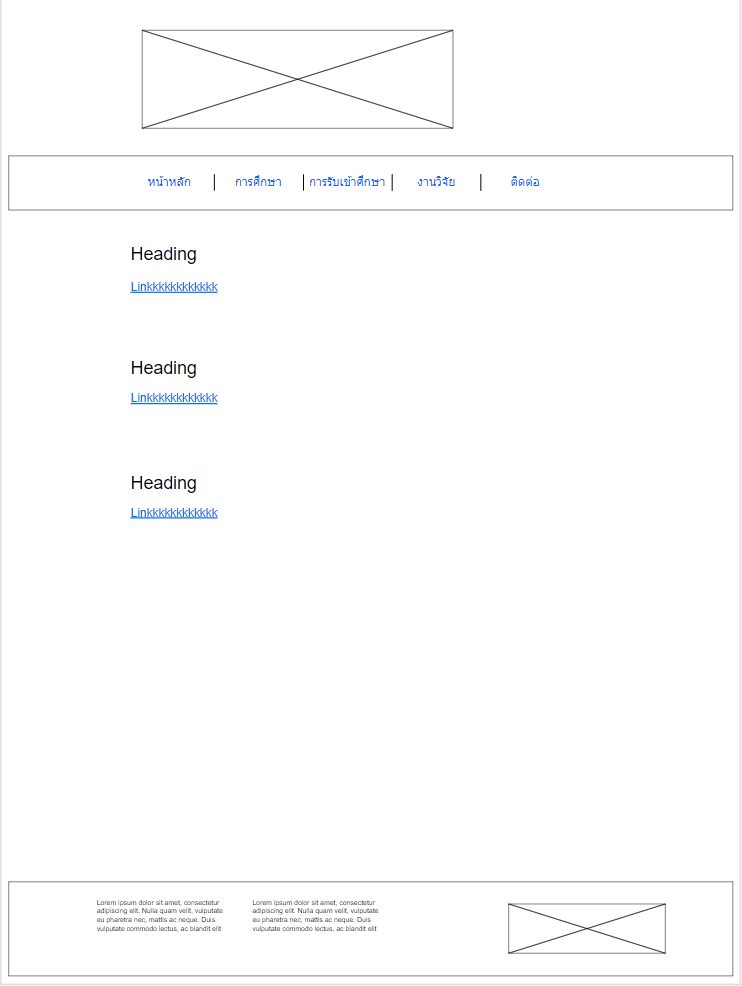 หน้าหลัก การศึกษา การรับเข้าศึกษา งานวิจัย ติดต่อ
Heading
Linkkkkkkkkkkkk
Heading
Linkkkkkkkkkkkk
Heading
Linkkkkkkkkkkkk
Lorem ipsum dolor sit amet, consectetur
adipiscing elit. Nulla quam velit, vulputate
eu pharetra nec, mattis ac neque. Duis
vulputate commodo lectus, ac blandit elit
Lorem ipsum dolor sit amet, consectetur
adipiscing elit. Nulla quam velit, vulputate
eu pharetra nec, mattis ac neque. Duis
vulputate commodo lectus, ac blandit elit